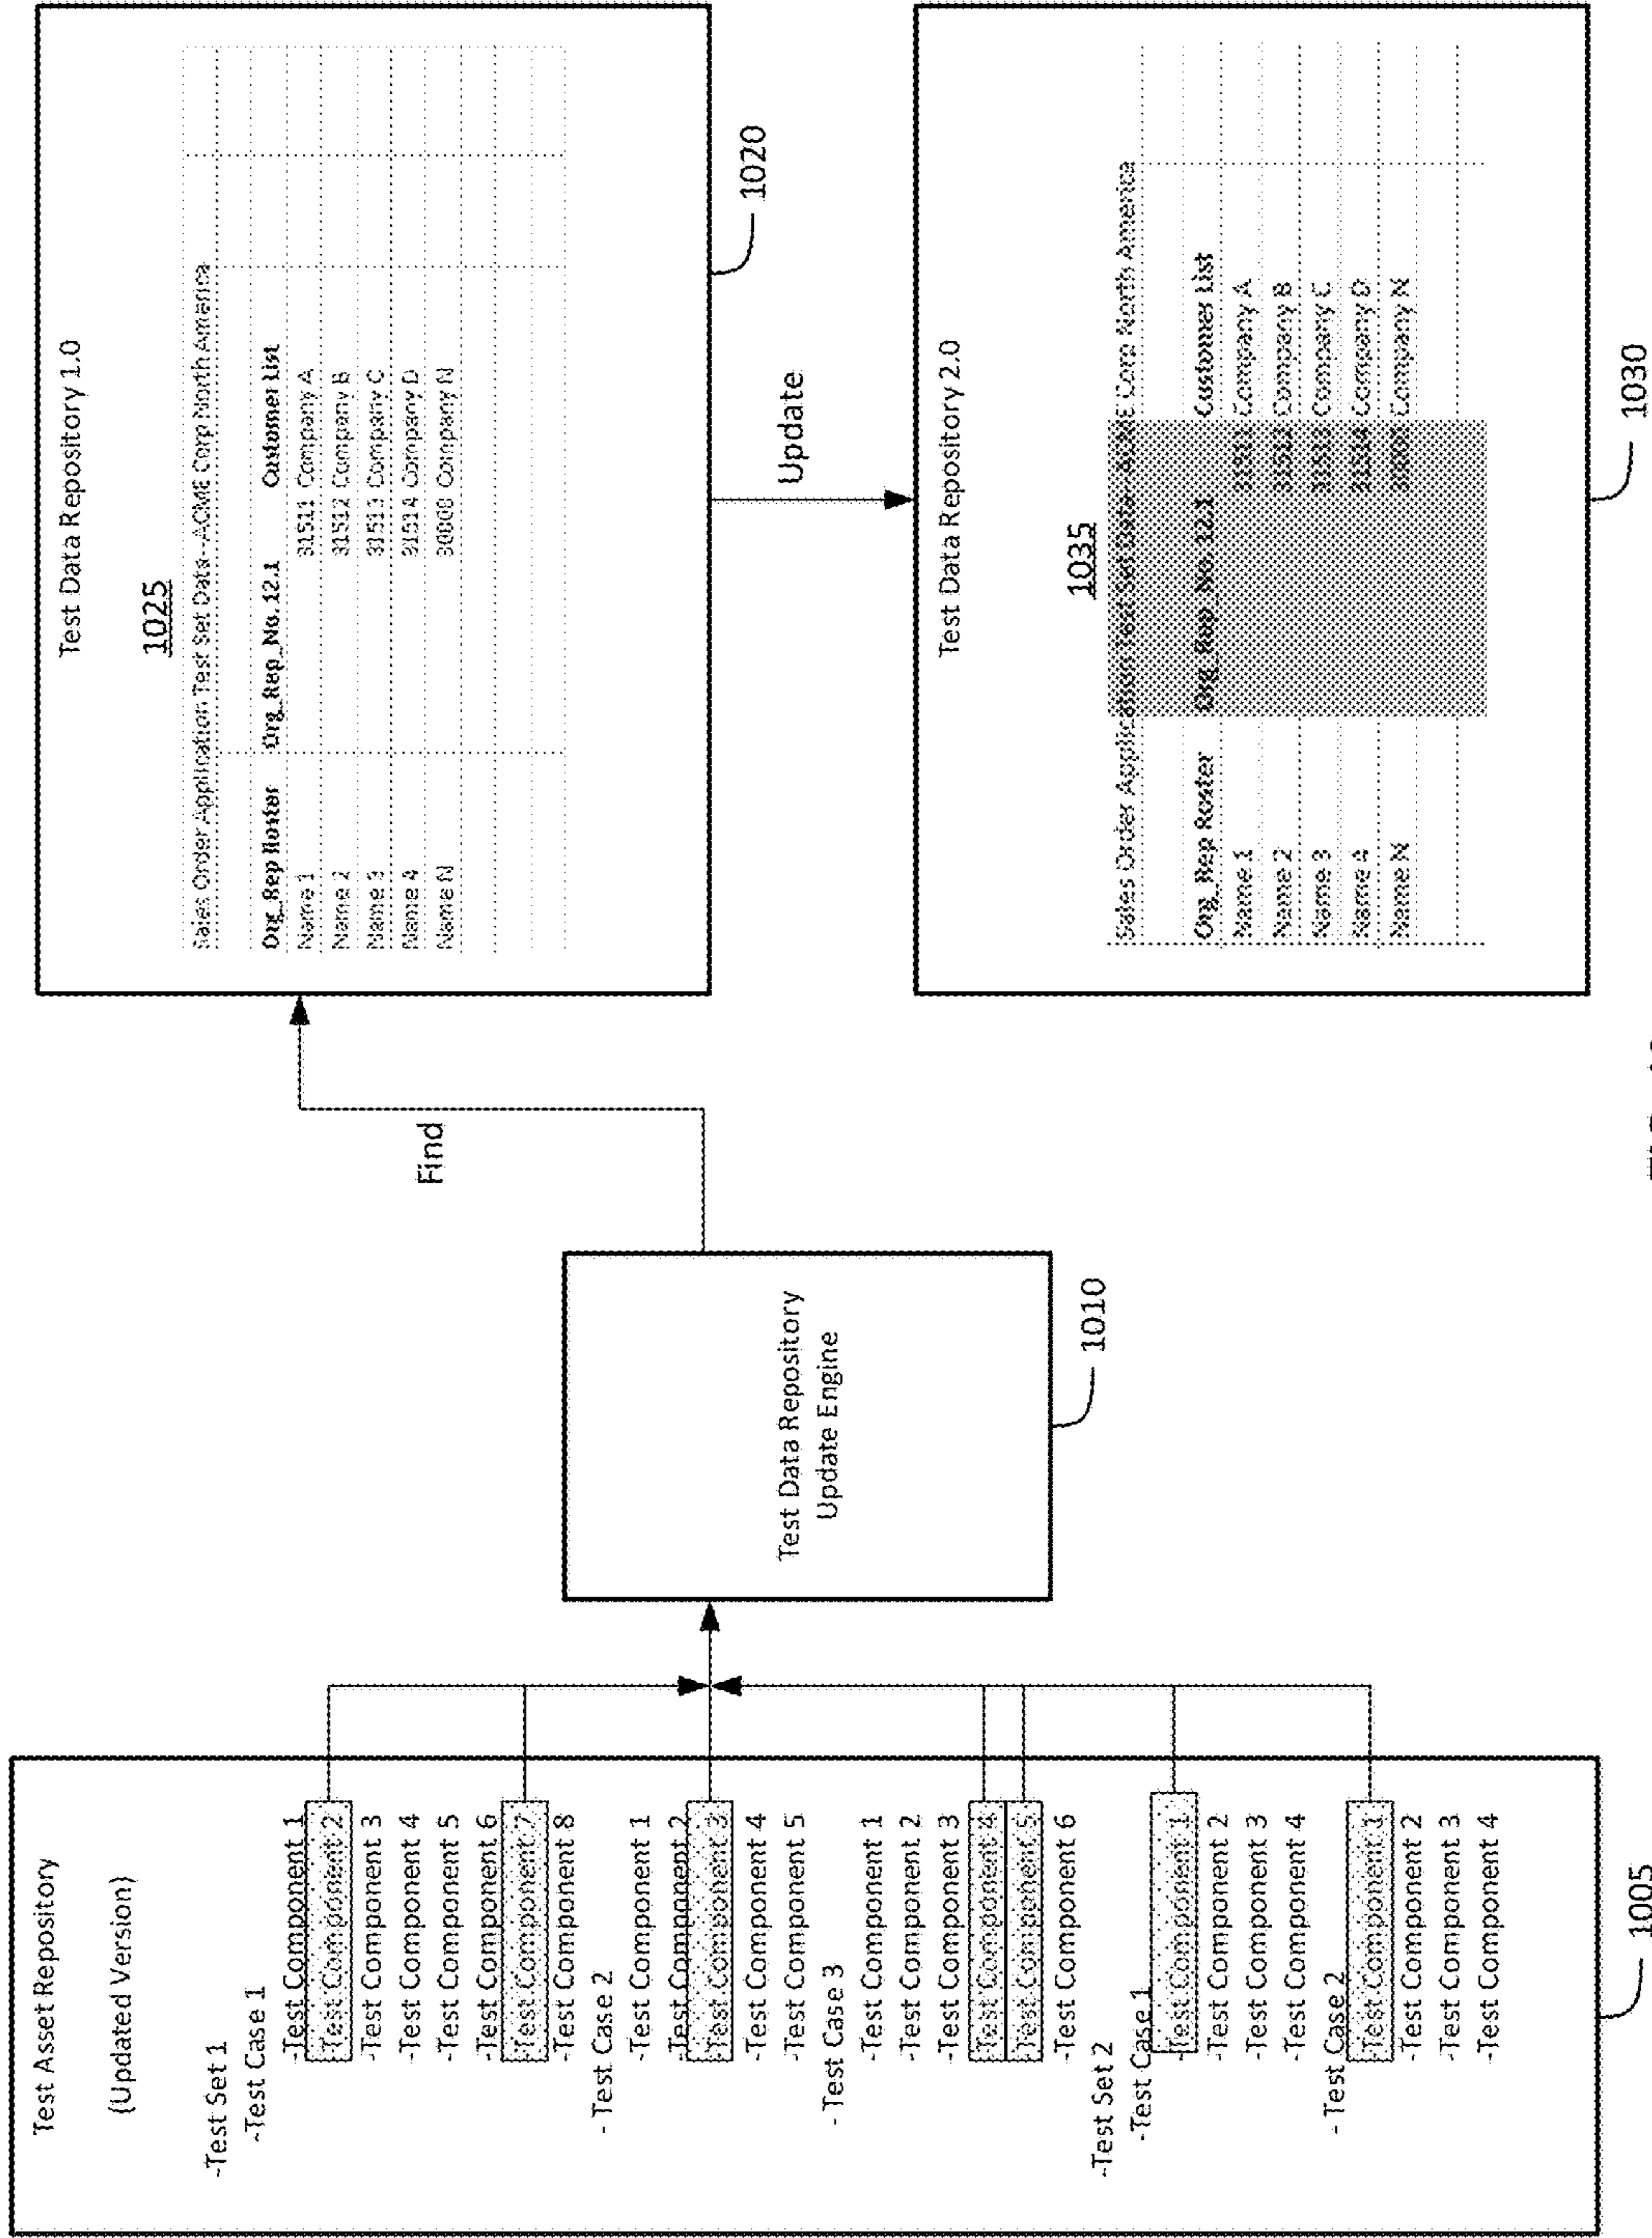 Test Asset Repository
(Updated Version)
-Test Set 1
-Test Case 1
-Test Component 1
-Test Component 2
-Test Component 3
-Test Component 4
-Test Component 5
-Test Component 6
-Test Component 7
-Test Component 8
- Test Case 2
-Test Component 1
-Test Component 2
-Test Component 3
-Test Component 4
-Test Component 5
- Test Case 3
-Test Component 1
-Test Component 2
-Test Component 3
-Test Component 4
-Test Component 5
-Test Component 6
-Test Set 2
-Test Case 1
-Test Component 1
-Test Component 2
-Test Component 3
-Test Component 4
- Test Case 2
-Test Component 1
-Test Component 2
-Test Component 3
-Test Component 4
1005
Test Data Repository
Update Engine
1010
Find
Test Data Repository 1.0
1025
Sales Order Application Test Set Data--ACME Corp North America
Org_Rep Roster Org_Rep_No. 12.1 Customer List
Name 1 31511 Company A
Name 2 31512 Company B
Name 3 31513 Company C
Name 4 31514 Company D
Name N Company N
1020
Update
Test Data Repository 2.0
1035
Sales Order Application Test Set Data--ACME Corp North America
Org_Rep Roster Org_Rep_No. 12.1 Customer List
Name 1 31511 Company A
Name 2 31512 Company B
Name 3 31513 Company C
Name 4 31514 Company D
Name N Company N
1030